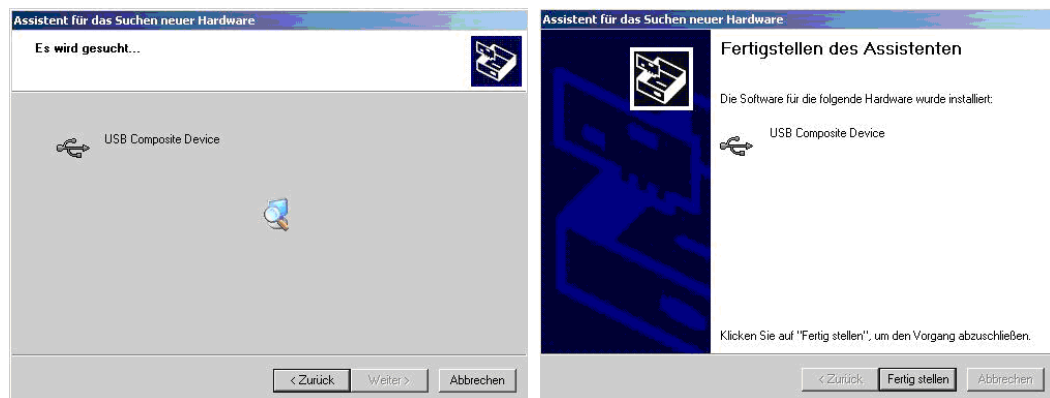 Assistent für das Suchen neuer Hardware
Es wird gesucht...
USB Composite Device
< Zurück
Weiter >
Abbrechen
Assistent für das Suchen neuer Hardware
Fertigstellen des Assistenten
Die Software für die folgende Hardware wurde installiert:
USB Composite Device
Klicken Sie auf "Fertig stellen", um den Vorgang abzuschließen.
< Zurück
Fertig stellen
Abbrechen